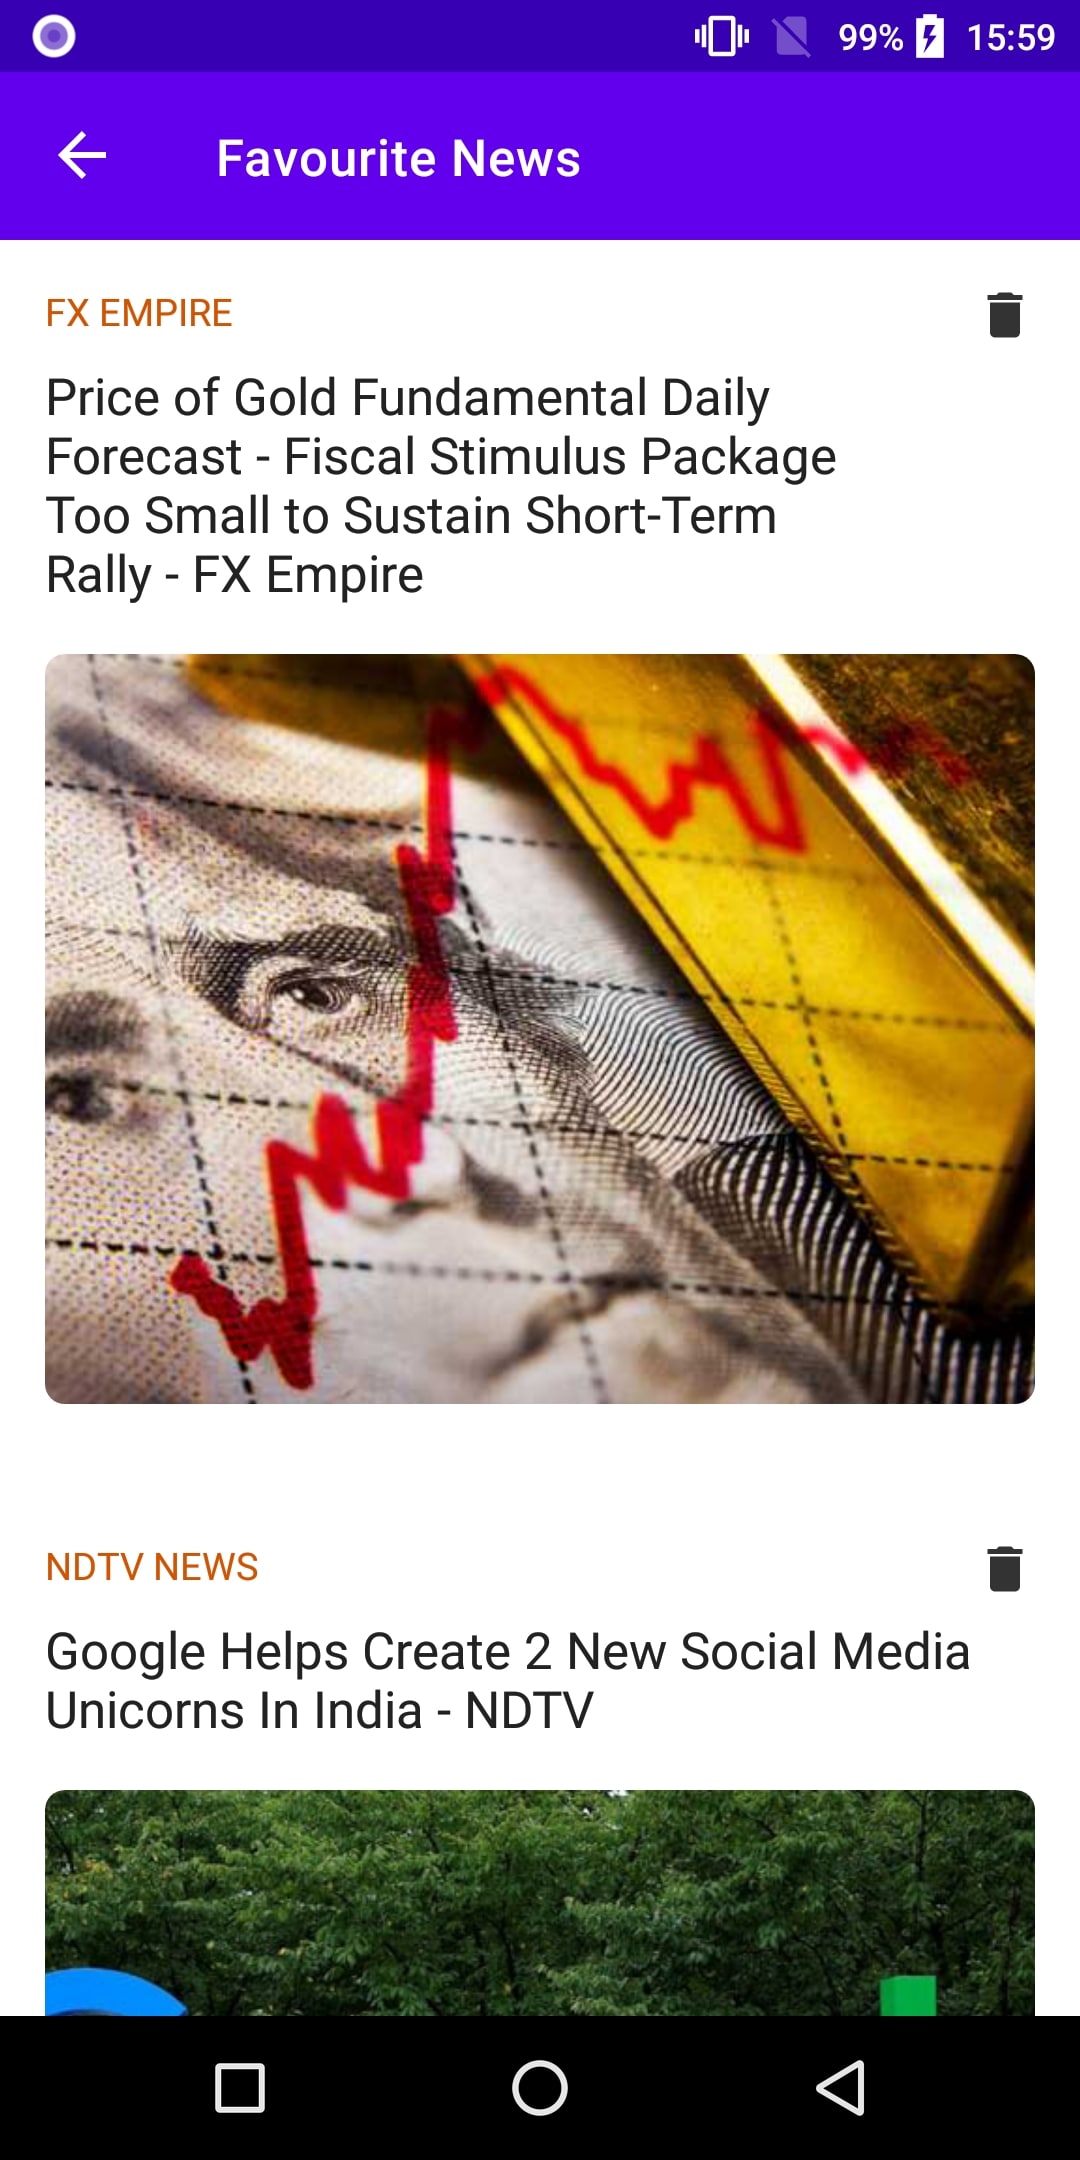 99%
15:59
Favourite News
FX EMPIRE
Price of Gold Fundamental Daily
Forecast - Fiscal Stimulus Package
Too Small to Sustain Short-Term
Rally - FX Empire
NDTV NEWS
Google Helps Create 2 New Social Media
Unicorns In India - NDTV